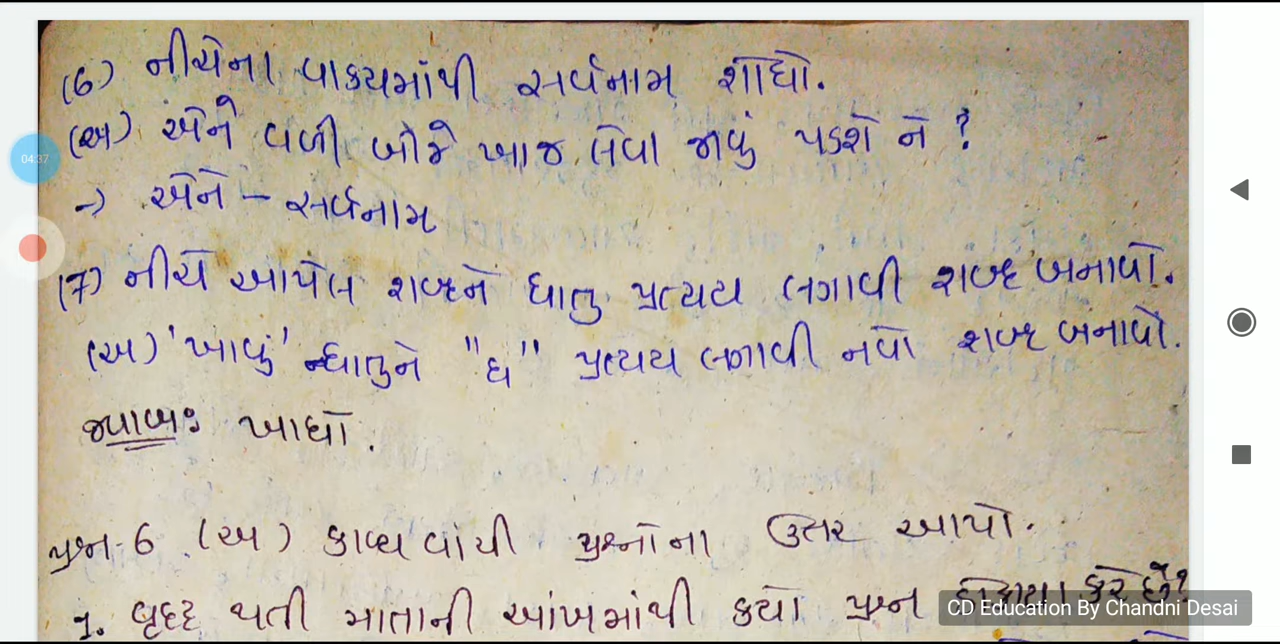 (6) નીચેના વાક્યમાંથી સર્વનામ શોધો.
(અ) એને વળી બીજે ખાજ લેવા જવું પડશે ને ?
04:37
→ એને – સર્વનામ
(7) નીચે આપેલ શબ્દને ધાતુ પ્રત્યય લગાવી શબ્દ બનાવો.
(અ) 'ખાવું' ધાતુને "ધ" પ્રત્યય લગાવી નવો શબ્દ બનાવો.
જવાબઃ ખાધો.
પ્રશ્ન-6 (અ) કાવ્ય વાંચી પ્રશ્નોના ઉત્તર આપો.
1. વૃદ્ધ થતી માતાની આંખમાંથી કયો પ્રશ્ન કરે છે?
CD Education By Chandni Desai